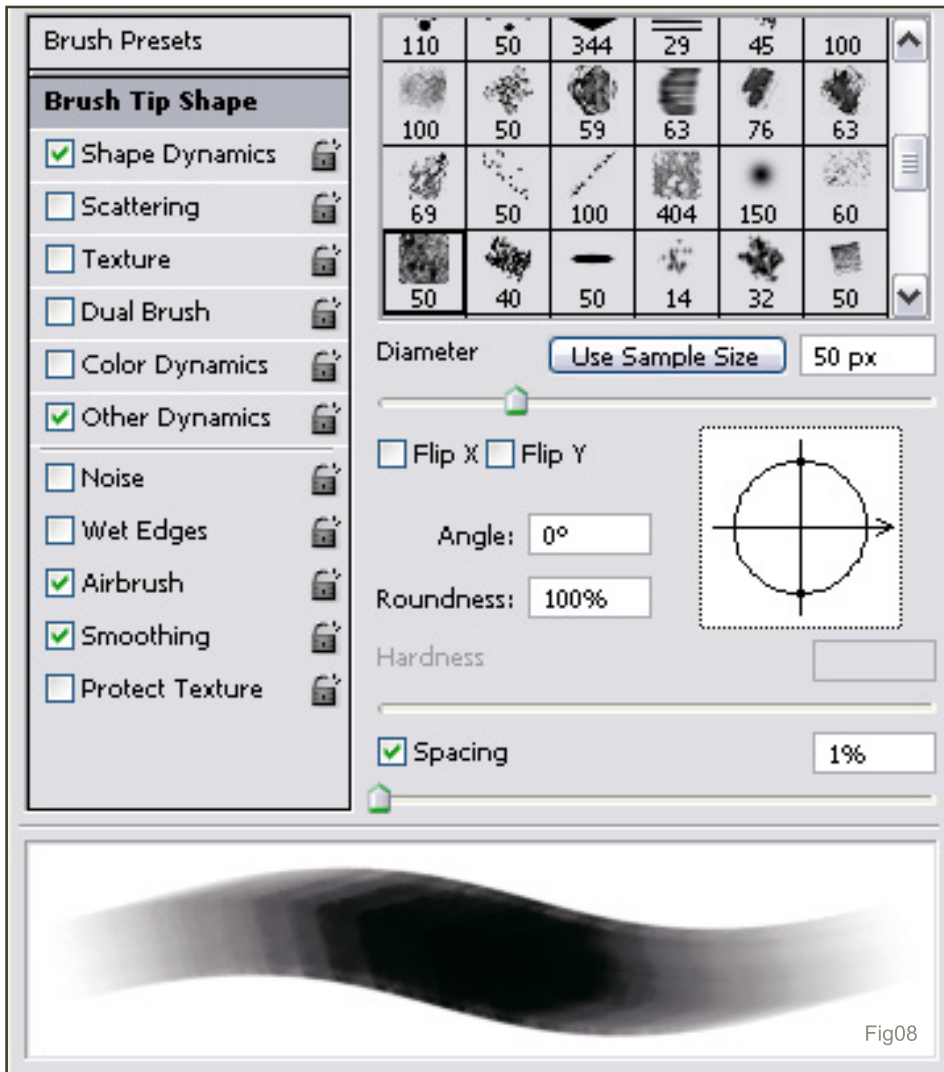 Brush Presets
Brush Tip Shape
Shape Dynamics
Scattering
Texture
Dual Brush
Color Dynamics
Other Dynamics
Noise
Wet Edges
Airbrush
Smoothing
Protect Texture
110 50 344 29 45 100
100 50 59 63 76 63
69 50 100 404 150 60
50 40 50 14 32 50
Diameter Use Sample Size 50 px
Flip X Flip Y
Angle: 0º
Roundness: 100%
Hardness
Spacing 1%
Fig08